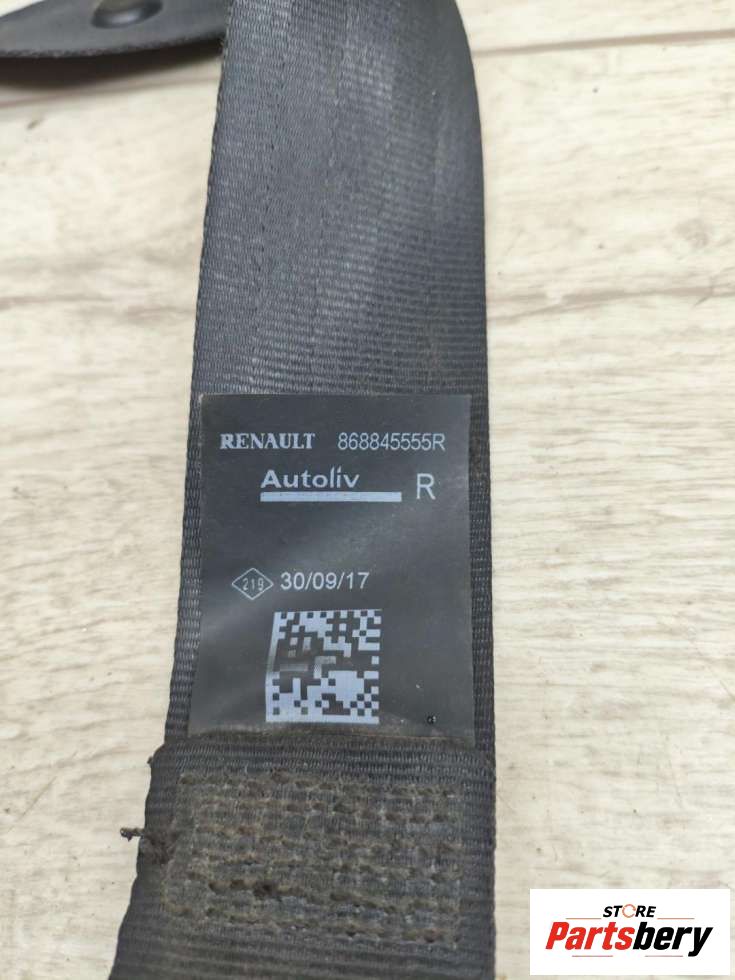 RENAULT 868845555R
Autoliv R
219 30/09/17
STORE
Partsbery